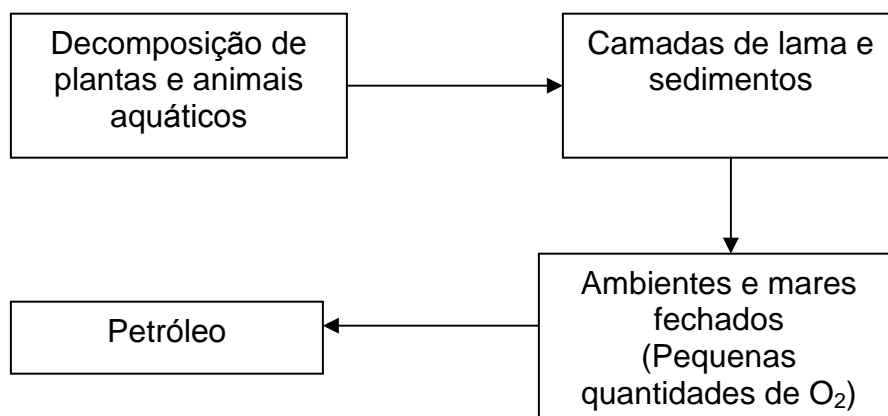 Decomposição de
plantas e animais
aquáticos
Camadas de lama e
sedimentos
Ambientes e mares
fechados
(Pequenas
quantidades de O₂)
Petróleo